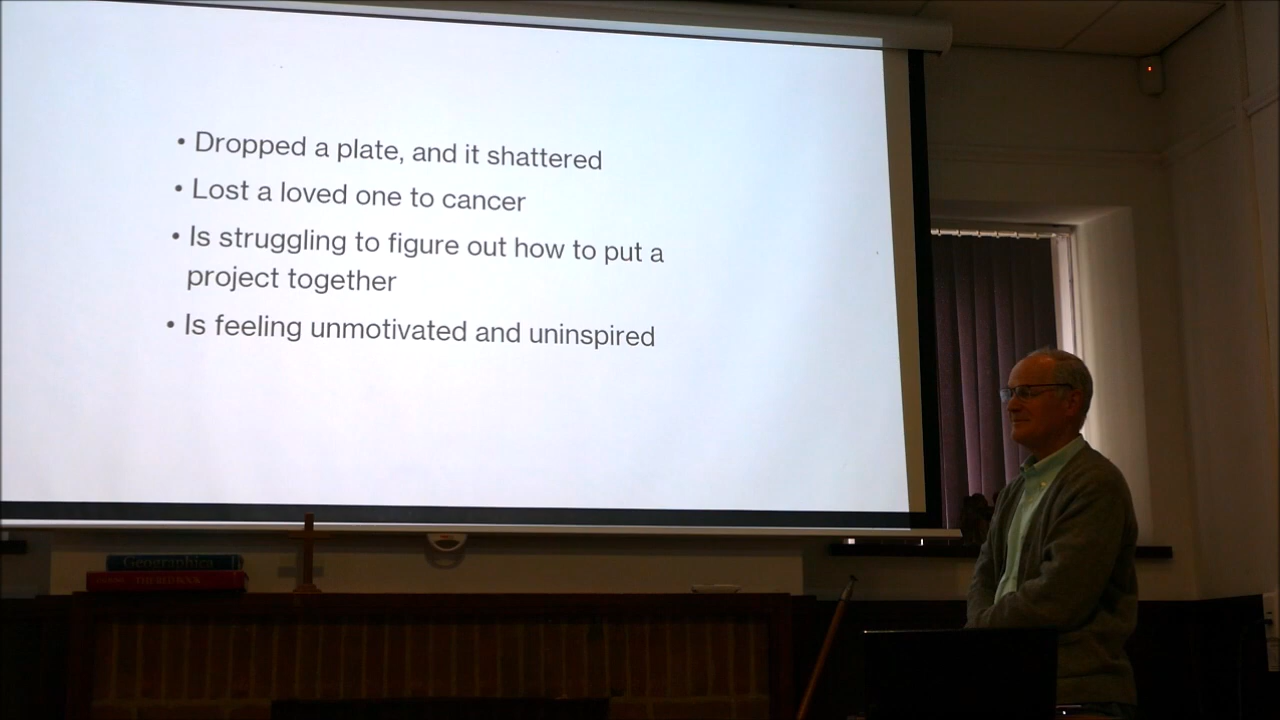 • Dropped a plate, and it shattered
• Lost a loved one to cancer
• Is struggling to figure out how to put a
project together
• Is feeling unmotivated and uninspired
Geographica
THE RED BOOK